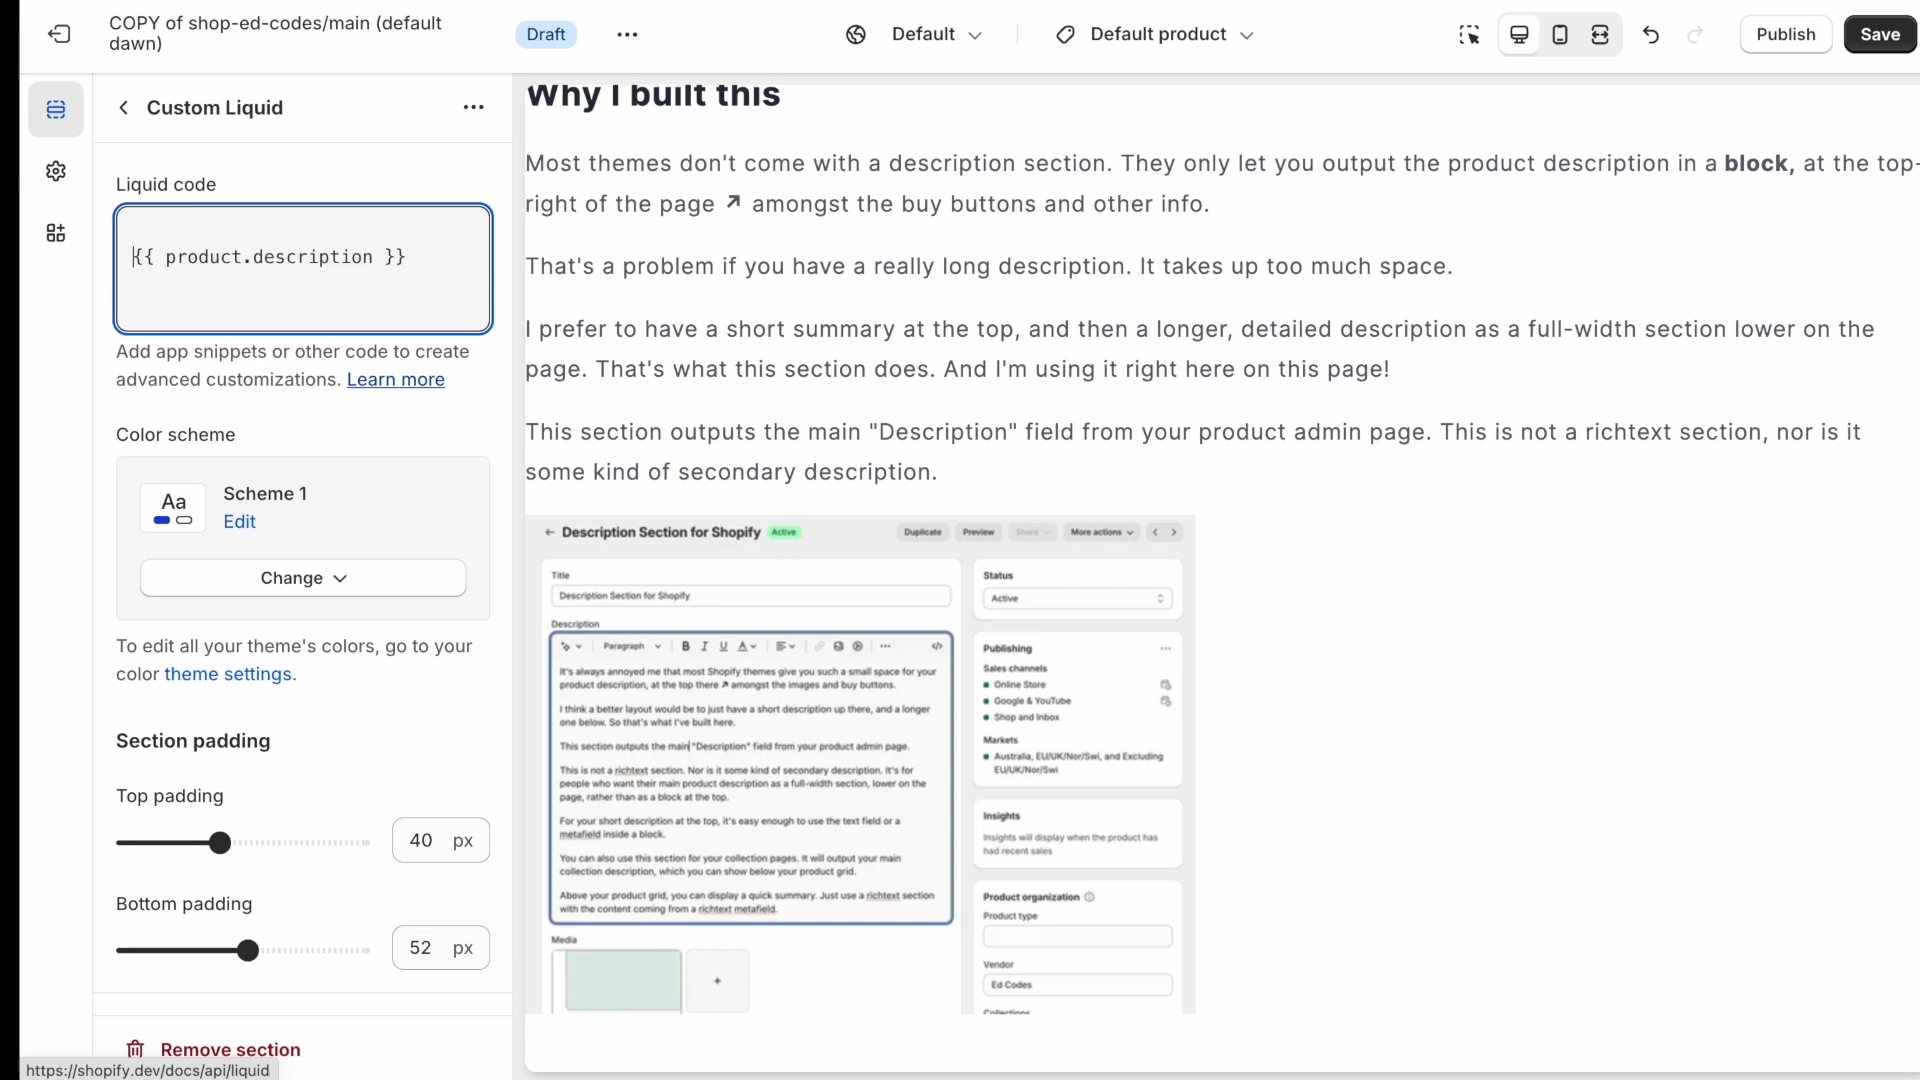 COPY of shop-ed-codes/main (default
dawn)
Draft
Default
Default product
Publish
Save
Custom Liquid
Liquid code
{{ product.description }}
Add app snippets or other code to create
advanced customizations. Learn more
Color scheme
Aa
Scheme 1
Edit
Change
To edit all your theme's colors, go to your
color theme settings.
Section padding
Top padding
40 px
Bottom padding
52 px
Remove section
https://shopify.dev/docs/api/liquid
Why I built this
Most themes don't come with a description section. They only let you output the product description in a block, at the top-
right of the page ↗ amongst the buy buttons and other info.
That's a problem if you have a really long description. It takes up too much space.
I prefer to have a short summary at the top, and then a longer, detailed description as a full-width section lower on the
page. That's what this section does. And I'm using it right here on this page!
This section outputs the main "Description" field from your product admin page. This is not a richtext section, nor is it
some kind of secondary description.
Description Section for Shopify Active
Duplicate
Preview
Share
More actions
Title
Description Section for Shopify
Description
Paragraph
B I U A
It's always annoyed me that most Shopify themes give you such a small space for your
product description, at the top there ↗ amongst the images and buy buttons.
I think a better layout would be to just have a short description up there, and a longer
one below. So that's what I've built here.
This section outputs the main "Description" field from your product admin page.
This is not a richtext section. Nor is it some kind of secondary description. It's for
people who want their main product description as a full-width section, lower on the
page, rather than as a block at the top.
For your short description at the top, it's easy enough to use the text field or a
metafield inside a block.
You can also use this section for your collection pages. It will output your main
collection description, which you can show below your product grid.
Above your product grid, you can display a quick summary. Just use a richtext section
with the content coming from a richtext metafield.
Media
Status
Active
Publishing
Sales channels
Online Store
Google & YouTube
Shop and Inbox
Markets
Australia, EU/UK/Nor/Swi, and Excluding
EU/UK/Nor/Swi
Insights
Insights will display when the product has
had recent sales
Product organization
Product type
Vendor
Ed Codes
Collections